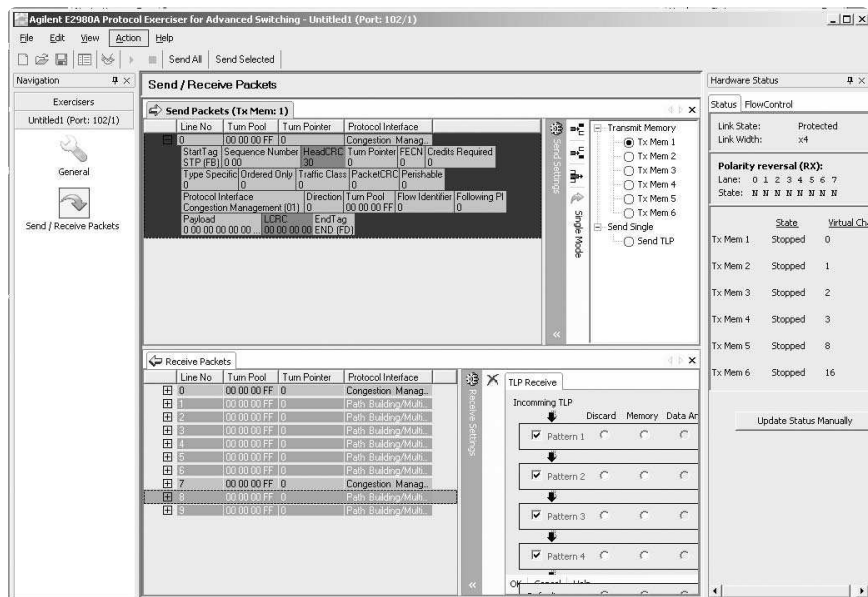 Agilent E2980A Protocol Exerciser for Advanced Switching - Untitled1 (Port: 102/1)
File Edit View Action Help
Send All Send Selected
Navigation
Exercisers
Untitled1 (Port: 102/1)
General
Send / Receive Packets
Send / Receive Packets
Send Packets (Tx Mem: 1)
Line No Turn Pool Turn Pointer Protocol Interface
0 00 00 00 FF 0 Congestion Manag...
StartTag Sequence Number HeadCRC Turn Pointer FECN Credits Required
STP (FB) 0 00 30 0 0 0
Type Specific Ordered Only Traffic Class PacketCRC Perishable
0 0 0 0 0
Protocol Interface Direction Turn Pool Flow Identifier Following PI
Congestion Management (01) 0 00 00 00 FF 0 0
Payload LCRC EndTag
0 00 00 00 00 ... 00 00 00 00 END (FD)
Send Settings
Single Mode
Transmit Memory
Tx Mem 1
Tx Mem 2
Tx Mem 3
Tx Mem 4
Tx Mem 5
Tx Mem 6
Send Single
Send TLP
Receive Packets
Line No Turn Pool Turn Pointer Protocol Interface
0 00 00 00 FF 0 Congestion Manag...
1 00 00 00 FF 0 Path Building/Multi...
2 00 00 00 FF 0 Path Building/Multi...
3 00 00 00 FF 0 Path Building/Multi...
4 00 00 00 FF 0 Path Building/Multi...
5 00 00 00 FF 0 Path Building/Multi...
6 00 00 00 FF 0 Path Building/Multi...
7 00 00 00 FF 0 Congestion Manag...
8 00 00 00 FF 0 Path Building/Multi...
9 00 00 00 FF 0 Path Building/Multi...
Receive Settings
TLP Receive
Incomming TLP
Discard Memory Data An
Pattern 1
Pattern 2
Pattern 3
Pattern 4
Hardware Status
Status FlowControl
Link State: Protected
Link Width: x4
Polarity reversal (RX):
Lane: 0 1 2 3 4 5 6 7
State: N N N N N N N N
State Virtual Cha
Tx Mem 1 Stopped 0
Tx Mem 2 Stopped 1
Tx Mem 3 Stopped 2
Tx Mem 4 Stopped 3
Tx Mem 5 Stopped 8
Tx Mem 6 Stopped 16
Update Status Manually